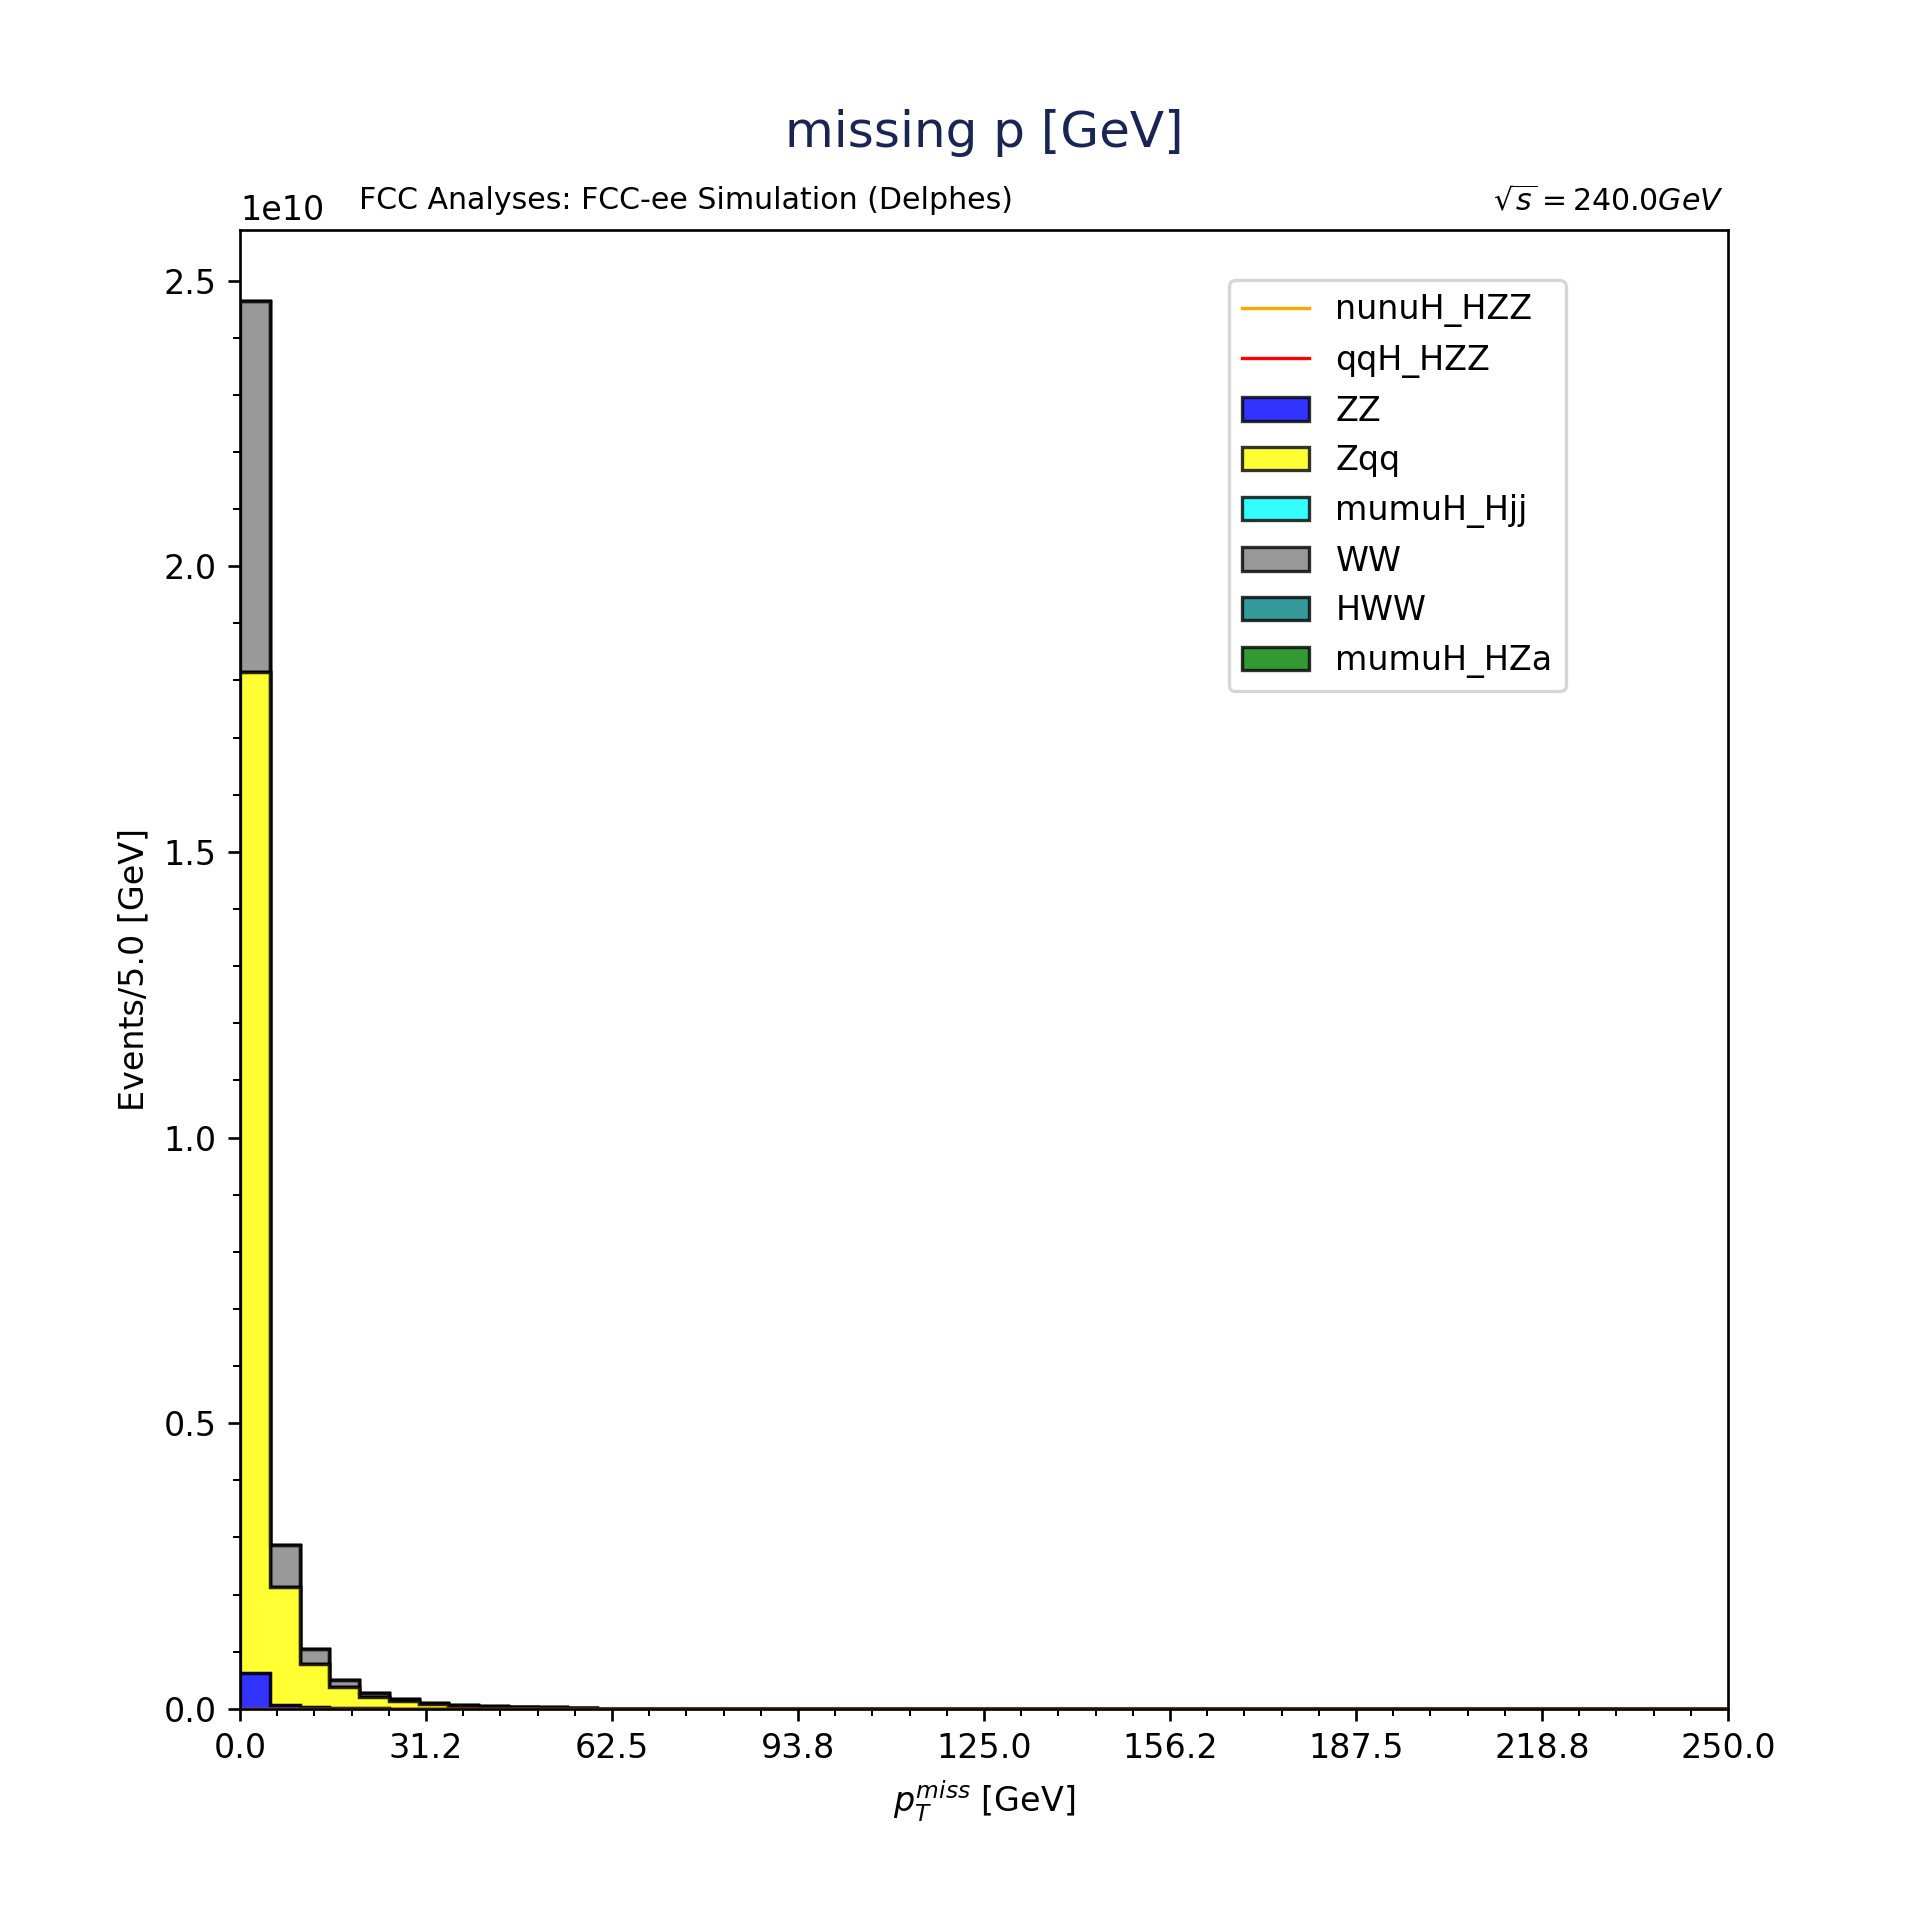 missing p [GeV]
1e10 FCC Analyses: FCC-ee Simulation (Delphes) √s = 240.0GeV
nunuH_HZZ
qqH_HZZ
ZZ
Zqq
mumuH_Hjj
WW
HWW
mumuH_HZa
2.5
2.0
1.5
1.0
0.5
0.0
Events/5.0 [GeV]
0.0 31.2 62.5 93.8 125.0 156.2 187.5 218.8 250.0
p_T^miss [GeV]